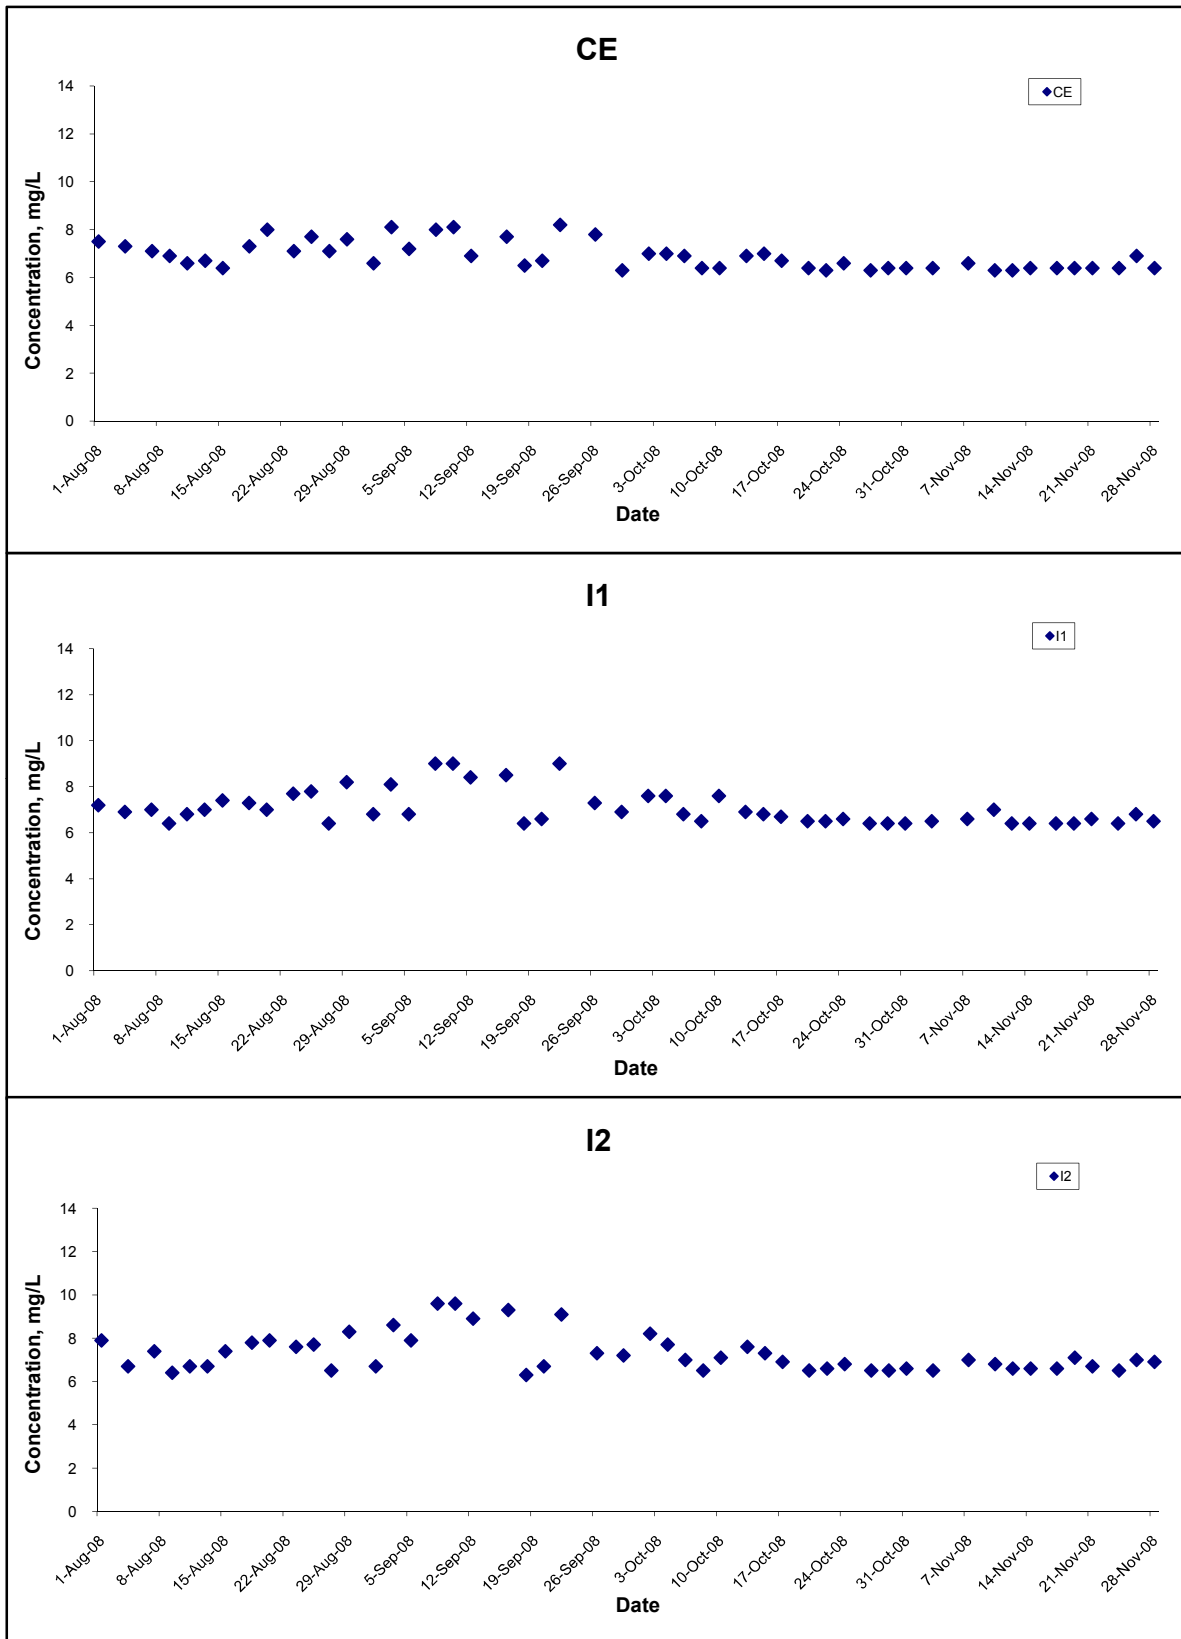 CE
CE
14
12
10
8
6
4
2
0
Concentration, mg/L
1-Aug-08
8-Aug-08
15-Aug-08
22-Aug-08
29-Aug-08
5-Sep-08
12-Sep-08
19-Sep-08
26-Sep-08
3-Oct-08
10-Oct-08
17-Oct-08
24-Oct-08
31-Oct-08
7-Nov-08
14-Nov-08
21-Nov-08
28-Nov-08
Date
I1
I1
14
12
10
8
6
4
2
0
Concentration, mg/L
1-Aug-08
8-Aug-08
15-Aug-08
22-Aug-08
29-Aug-08
5-Sep-08
12-Sep-08
19-Sep-08
26-Sep-08
3-Oct-08
10-Oct-08
17-Oct-08
24-Oct-08
31-Oct-08
7-Nov-08
14-Nov-08
21-Nov-08
28-Nov-08
Date
I2
I2
14
12
10
8
6
4
2
0
Concentration, mg/L
1-Aug-08
8-Aug-08
15-Aug-08
22-Aug-08
29-Aug-08
5-Sep-08
12-Sep-08
19-Sep-08
26-Sep-08
3-Oct-08
10-Oct-08
17-Oct-08
24-Oct-08
31-Oct-08
7-Nov-08
14-Nov-08
21-Nov-08
28-Nov-08
Date